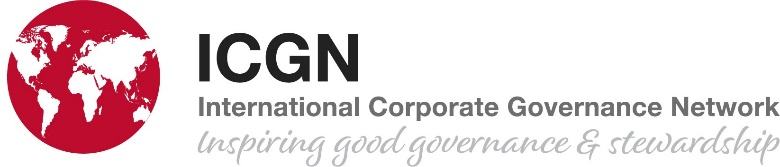 ICGN
International Corporate Governance Network
Inspiring good governance & stewardship